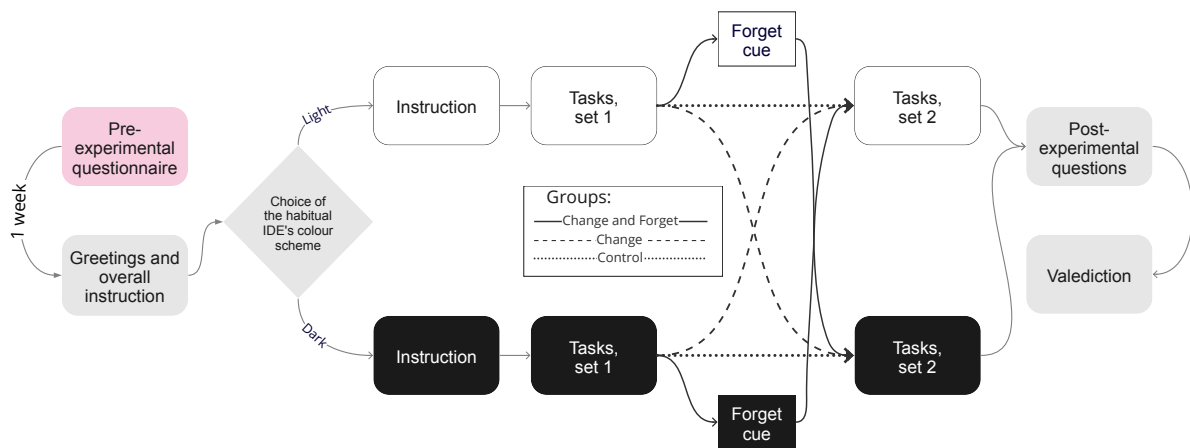 Pre-
experimental
questionnaire
1 week
Greetings and
overall
instruction
Choice of
the habitual
IDE's colour
scheme
Light
Instruction
Tasks,
set 1
Forget
cue
Tasks,
set 2
Groups:
Change and Forget
Change
Control
Dark
Instruction
Tasks,
set 1
Forget
cue
Tasks,
set 2
Post-
experimental
questions
Valediction